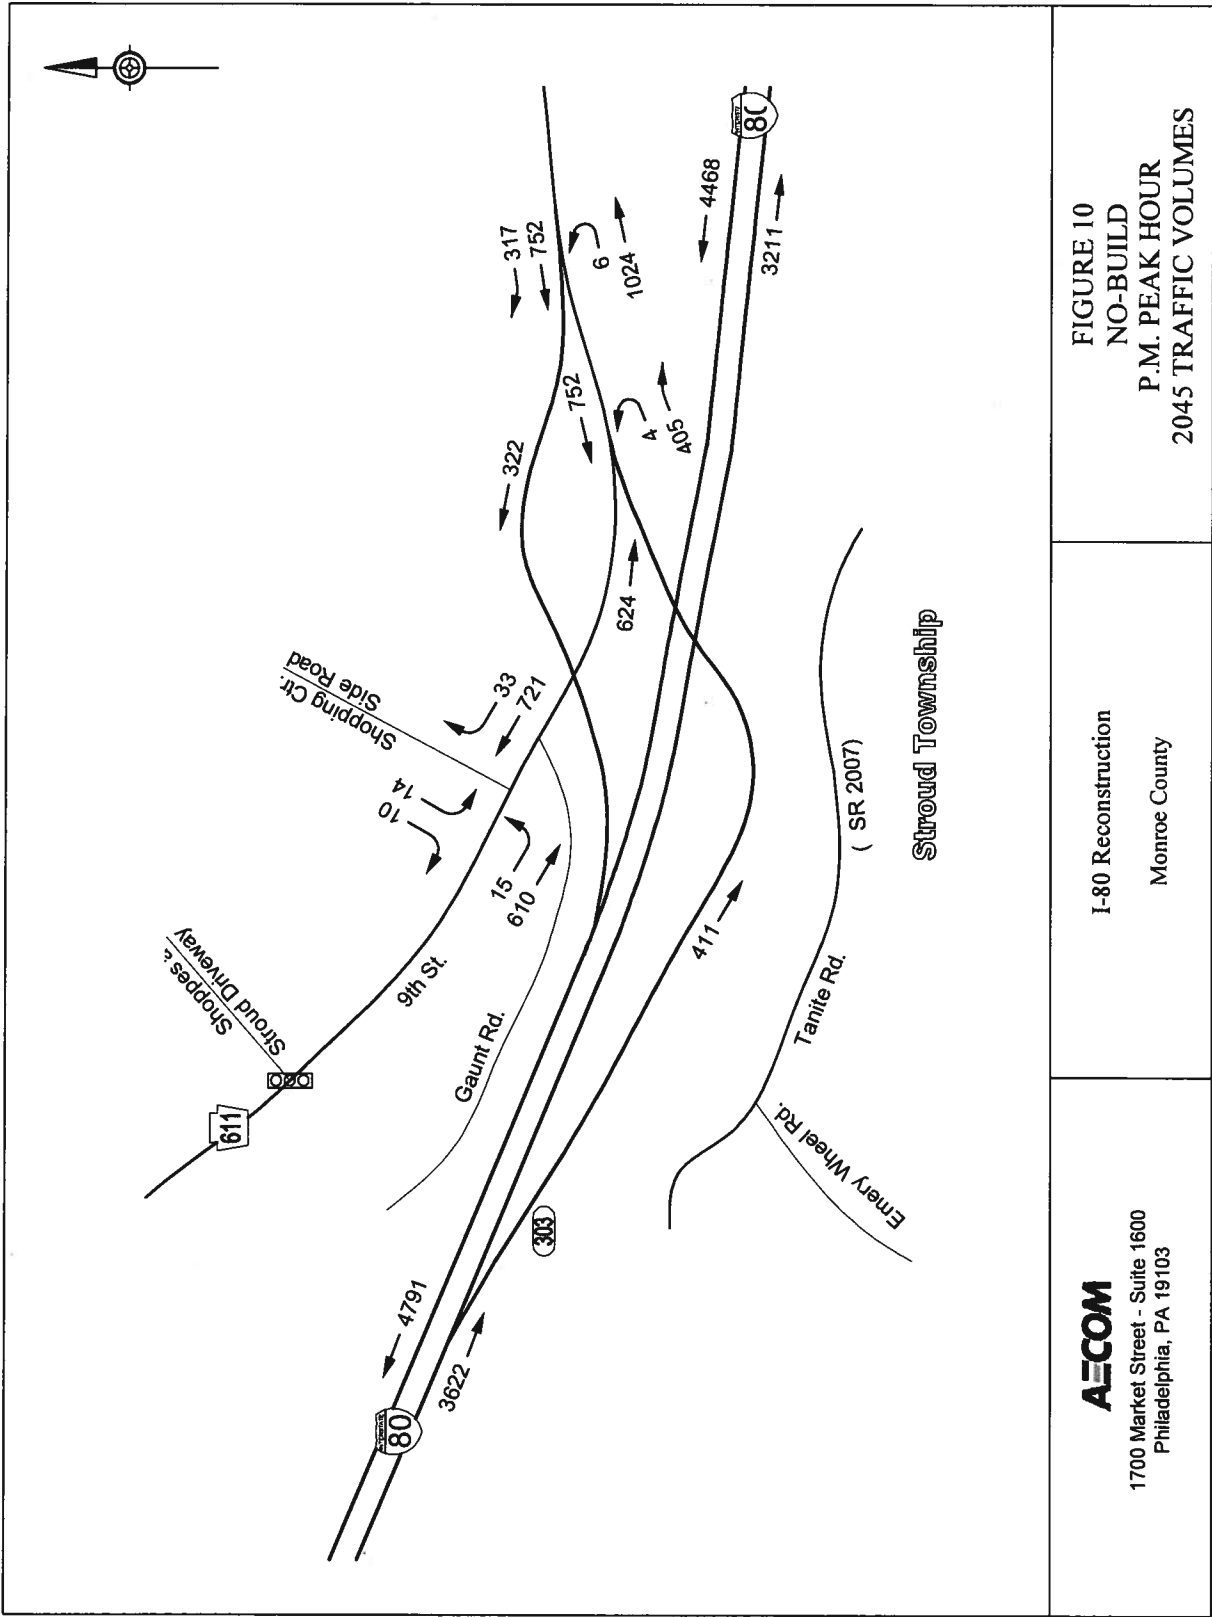 611
Shoppes
Stroud Driveway
9th St.
Gaunt Rd.
Shopping Ctr.
Side Road
10
14
33
721
15
610
322
317
752
752
6
1024
4
405
624
4468
3211
INTERSTATE
80
4791
3622
INTERSTATE
80
303
411
Tanite Rd.
( SR 2007)
Emery Wheel Rd.
Stroud Township
AECOM
1700 Market Street - Suite 1600
Philadelphia, PA 19103
I-80 Reconstruction
Monroe County
FIGURE 10
NO-BUILD
P.M. PEAK HOUR
2045 TRAFFIC VOLUMES